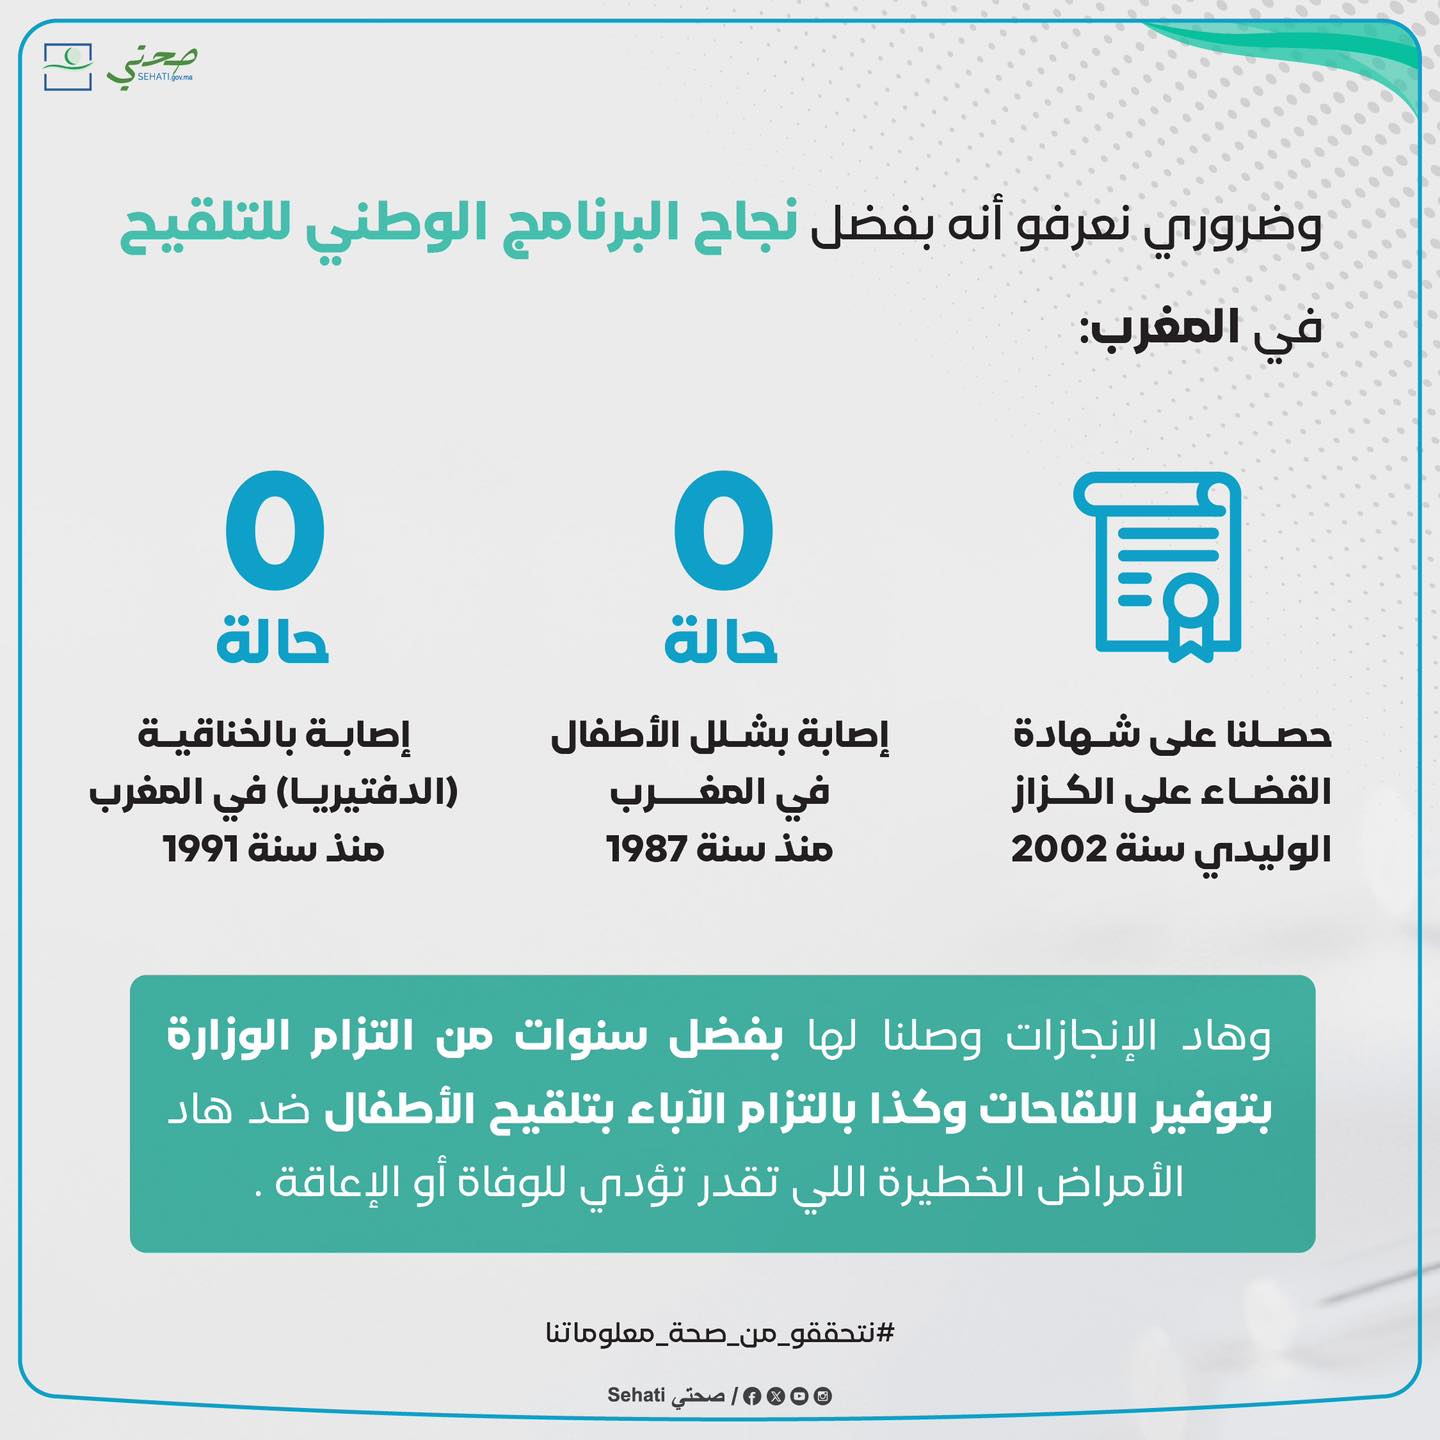 صحتي
SEHATI.gov.ma
وضروري نعرفو أنه بفضل نجاح البرنامج الوطني للتلقيح
في المغرب:
حصلنا على شهادة
القضاء على الكزاز
الوليدي سنة 2002
0
حالة
إصابة بشلل الأطفال
في المغرب
منذ سنة 1987
0
حالة
إصابة بالخناقية
(الدفتيريا) في المغرب
منذ سنة 1991
وهاد الإنجازات وصلنا لها بفضل سنوات من التزام الوزارة
بتوفير اللقاحات وكذا بالتزام الآباء بتلقيح الأطفال ضد هاد
الأمراض الخطيرة اللي تقدر تؤدي للوفاة أو الإعاقة .
#نتحققو_من_صحة_معلوماتنا
Sehati صحتي /